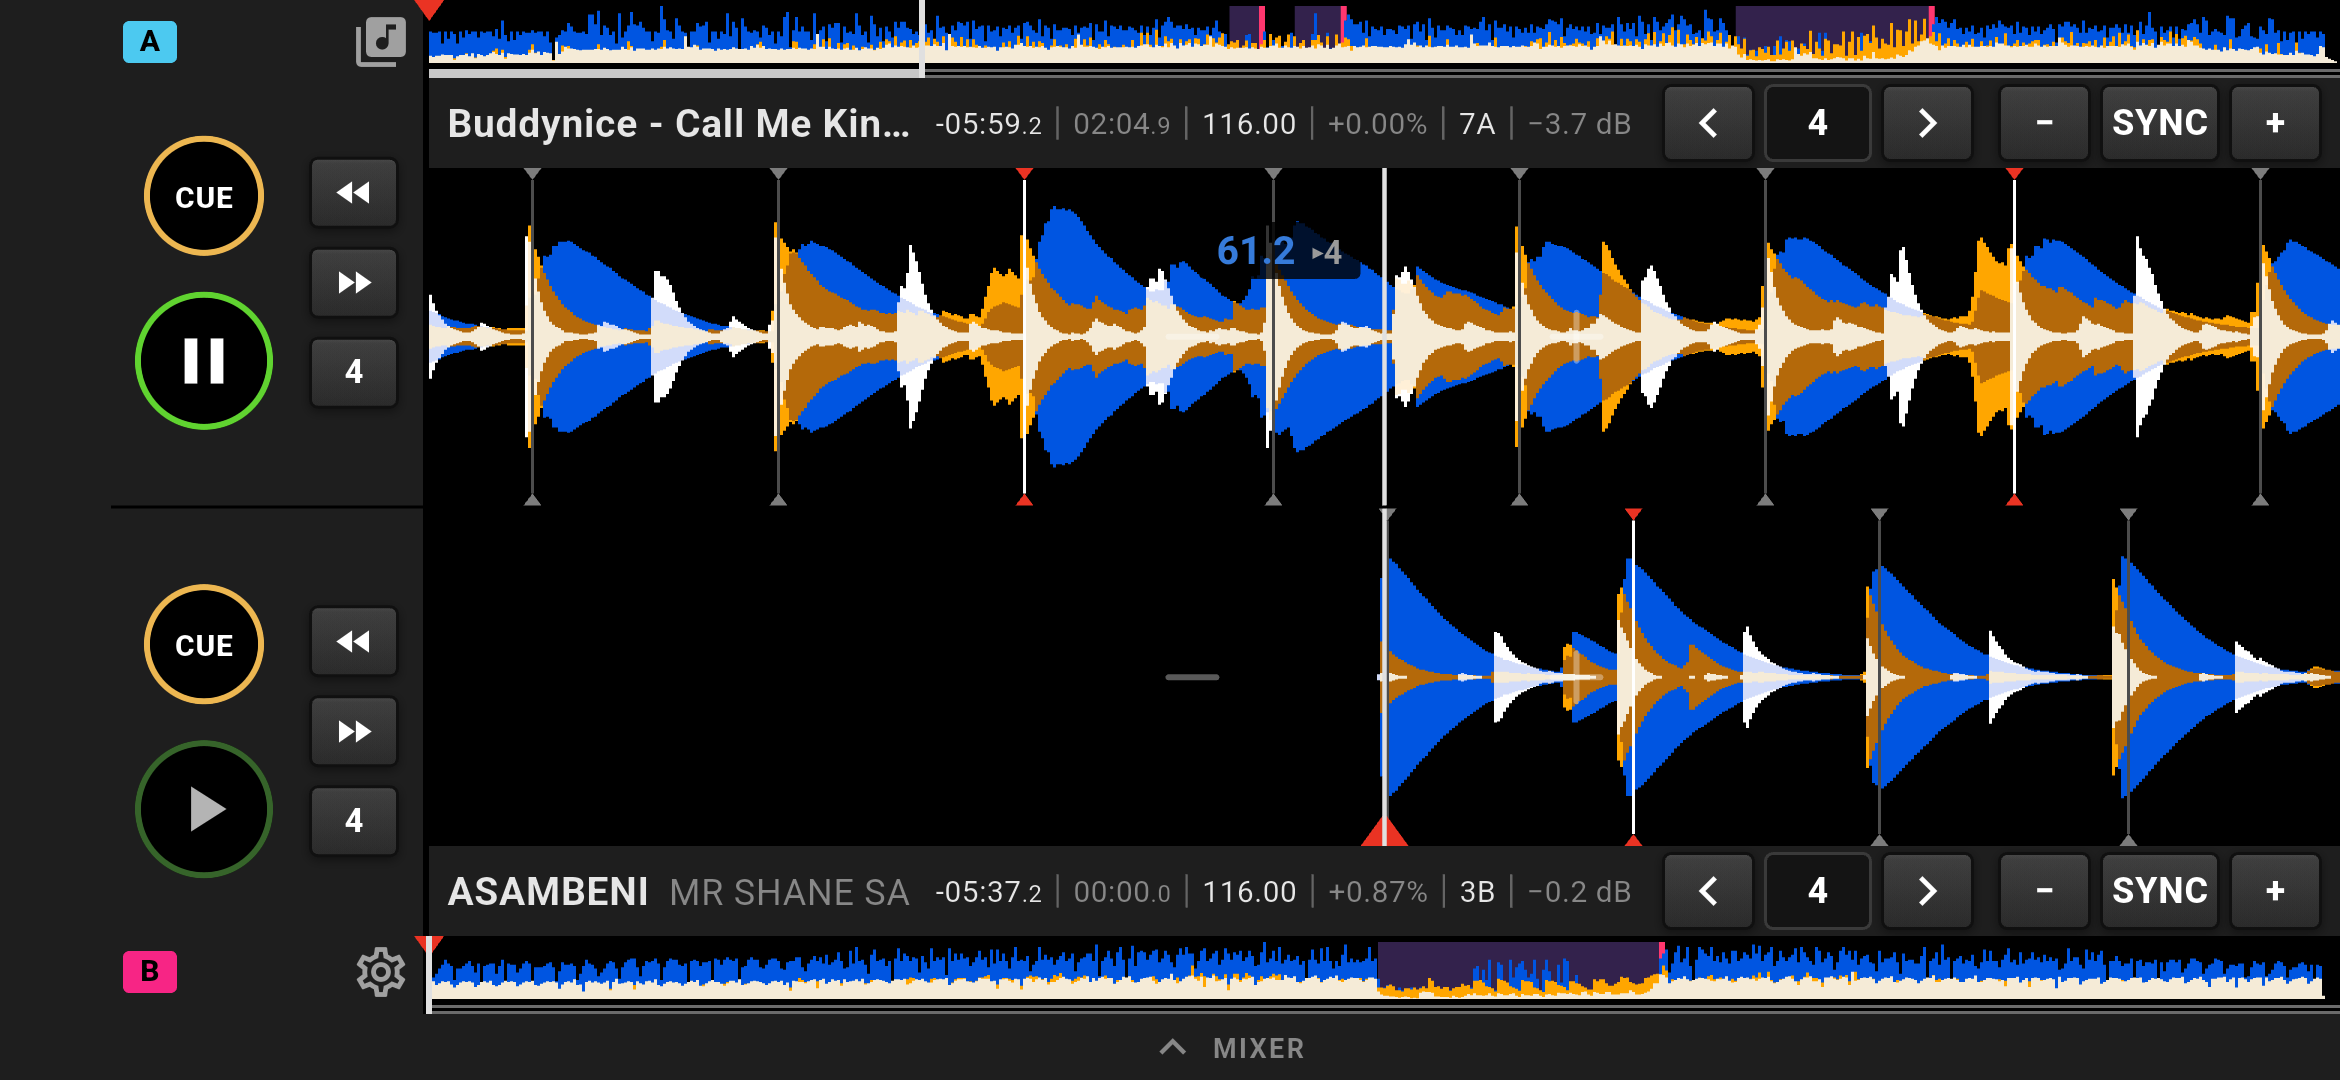 A
Buddynice - Call Me Kin... -05:59.2 | 02:04.9 | 116.00 | +0.00% | 7A | −3.7 dB < 4 > − SYNC +
CUE
61.2 ▸4
4
CUE
4
ASAMBENI MR SHANE SA -05:37.2 | 00:00.0 | 116.00 | +0.87% | 3B | −0.2 dB < 4 > − SYNC +
B
MIXER